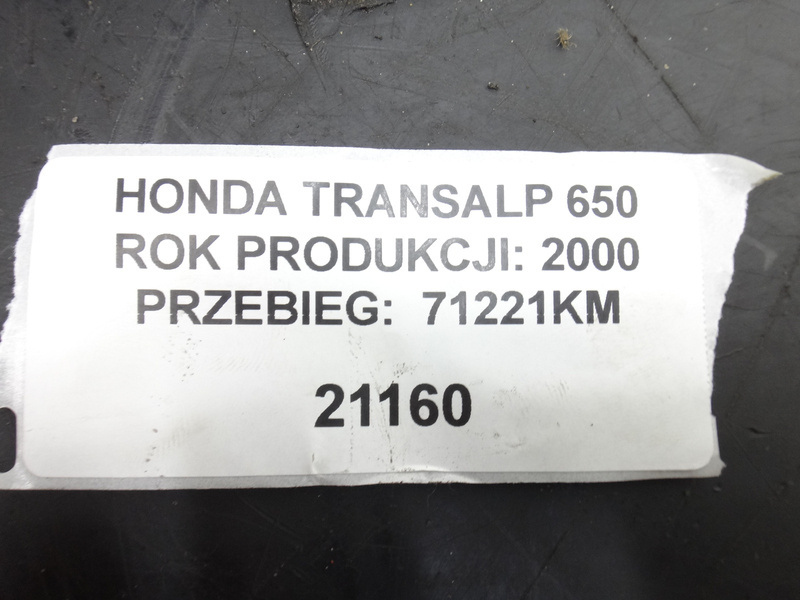 HONDA TRANSALP 650
ROK PRODUKCJI: 2000
PRZEBIEG: 71221KM
21160